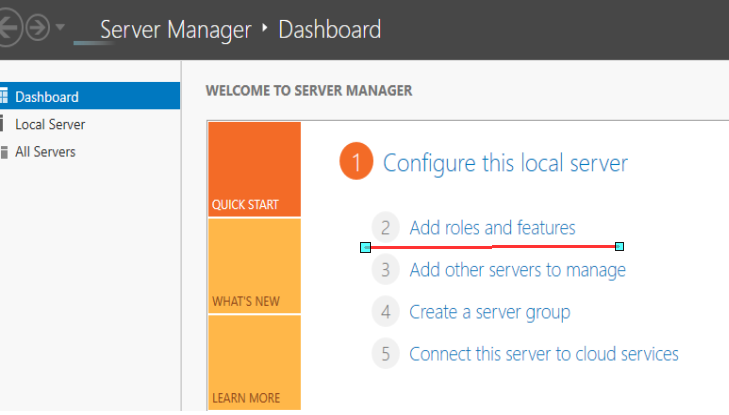 Server Manager ‣ Dashboard
Dashboard
Local Server
All Servers
WELCOME TO SERVER MANAGER
QUICK START
WHAT'S NEW
LEARN MORE
1 Configure this local server
2 Add roles and features
3 Add other servers to manage
4 Create a server group
5 Connect this server to cloud services